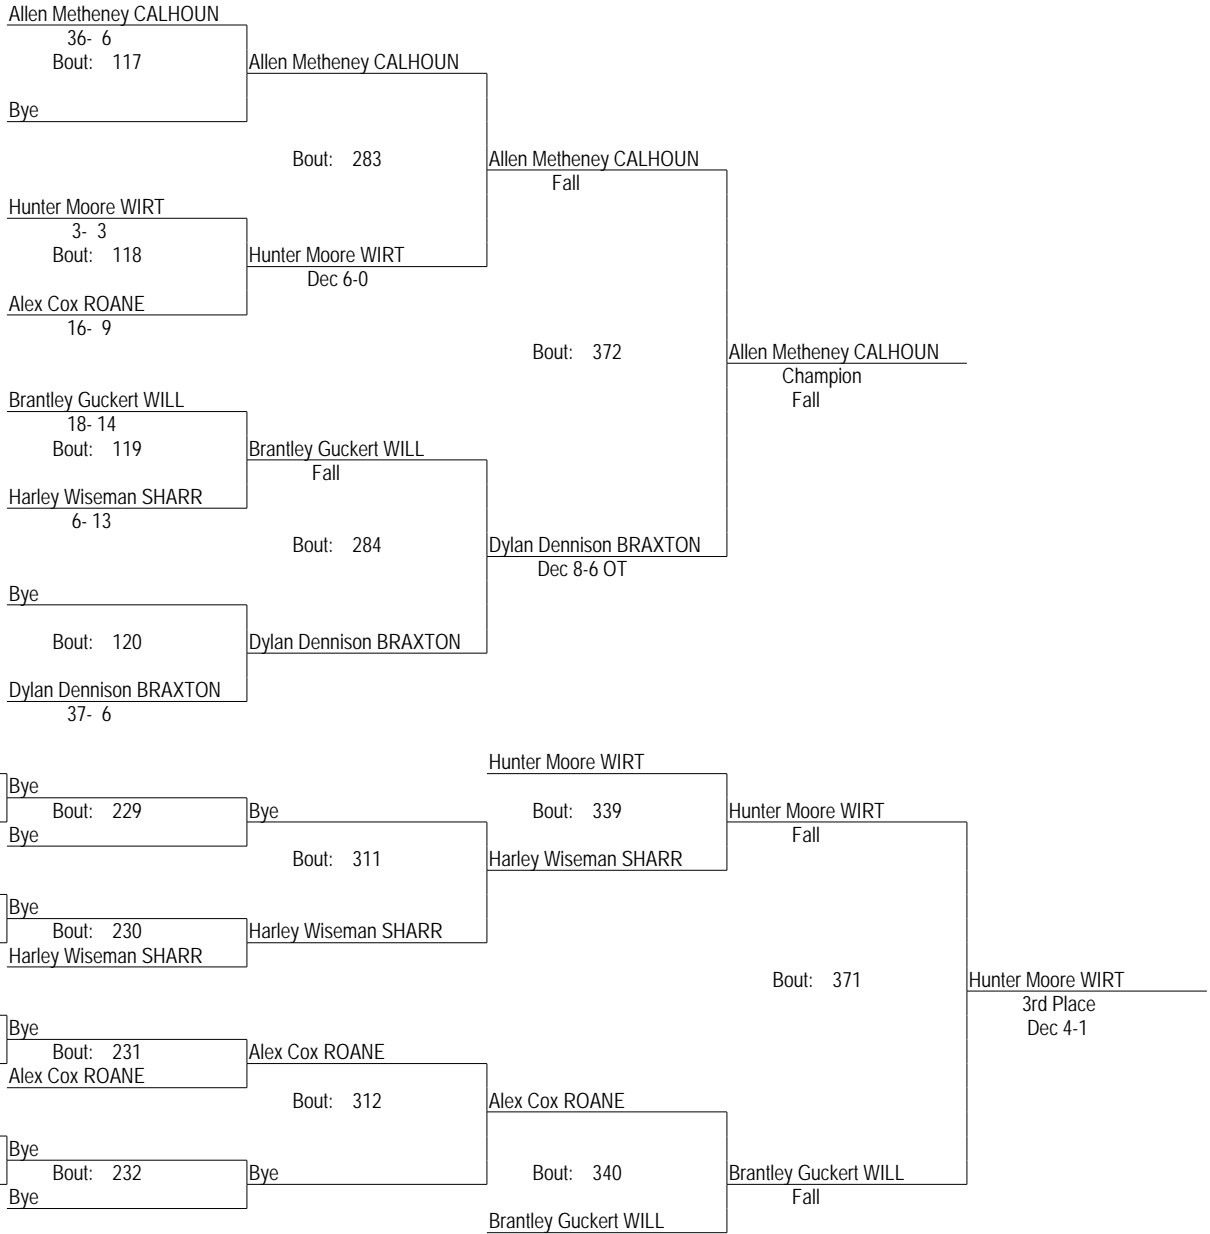 Allen Metheney CALHOUN
36- 6
Bout: 117
Allen Metheney CALHOUN
Bye
Bout: 283
Allen Metheney CALHOUN
Fall
Hunter Moore WIRT
3- 3
Bout: 118
Hunter Moore WIRT
Dec 6-0
Alex Cox ROANE
16- 9
Bout: 372
Allen Metheney CALHOUN
Champion
Fall
Brantley Guckert WILL
18- 14
Bout: 119
Brantley Guckert WILL
Fall
Harley Wiseman SHARR
6- 13
Bout: 284
Dylan Dennison BRAXTON
Dec 8-6 OT
Bye
Bout: 120
Dylan Dennison BRAXTON
Dylan Dennison BRAXTON
37- 6
Hunter Moore WIRT
Bye
Bout: 229
Bye
Bout: 339
Hunter Moore WIRT
Bye
Fall
Bout: 311
Harley Wiseman SHARR
Bye
Bout: 230
Harley Wiseman SHARR
Harley Wiseman SHARR
Bout: 371
Hunter Moore WIRT
3rd Place
Dec 4-1
Bye
Bout: 231
Alex Cox ROANE
Alex Cox ROANE
Bout: 312
Alex Cox ROANE
Bye
Bout: 232
Bye
Bout: 340
Brantley Guckert WILL
Bye
Fall
Brantley Guckert WILL